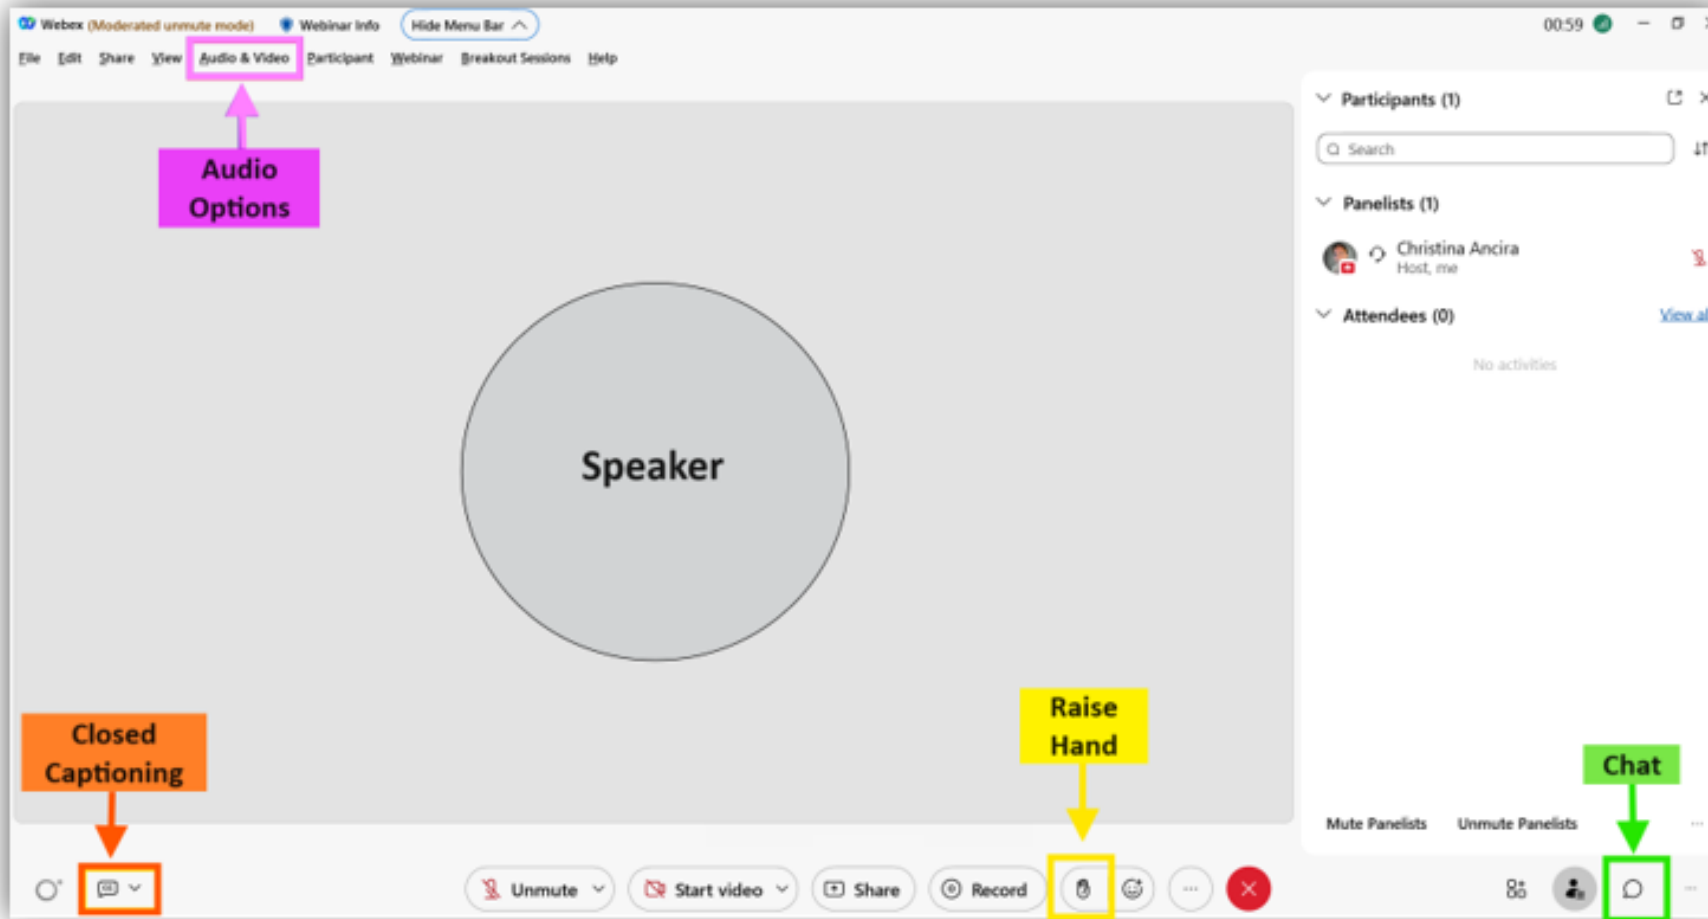 Webex (Moderated unmute mode) Webinar Info Hide Menu Bar 00:59
File Edit Share View Audio & Video Participant Webinar Breakout Sessions Help
Participants (1)
Search
Audio
Options
Panelists (1)
Christina Ancira
Host, me
Attendees (0) View all
No activities
Speaker
Closed
Captioning
Raise
Hand
Chat
Mute Panelists Unmute Panelists
Unmute Start video Share Record